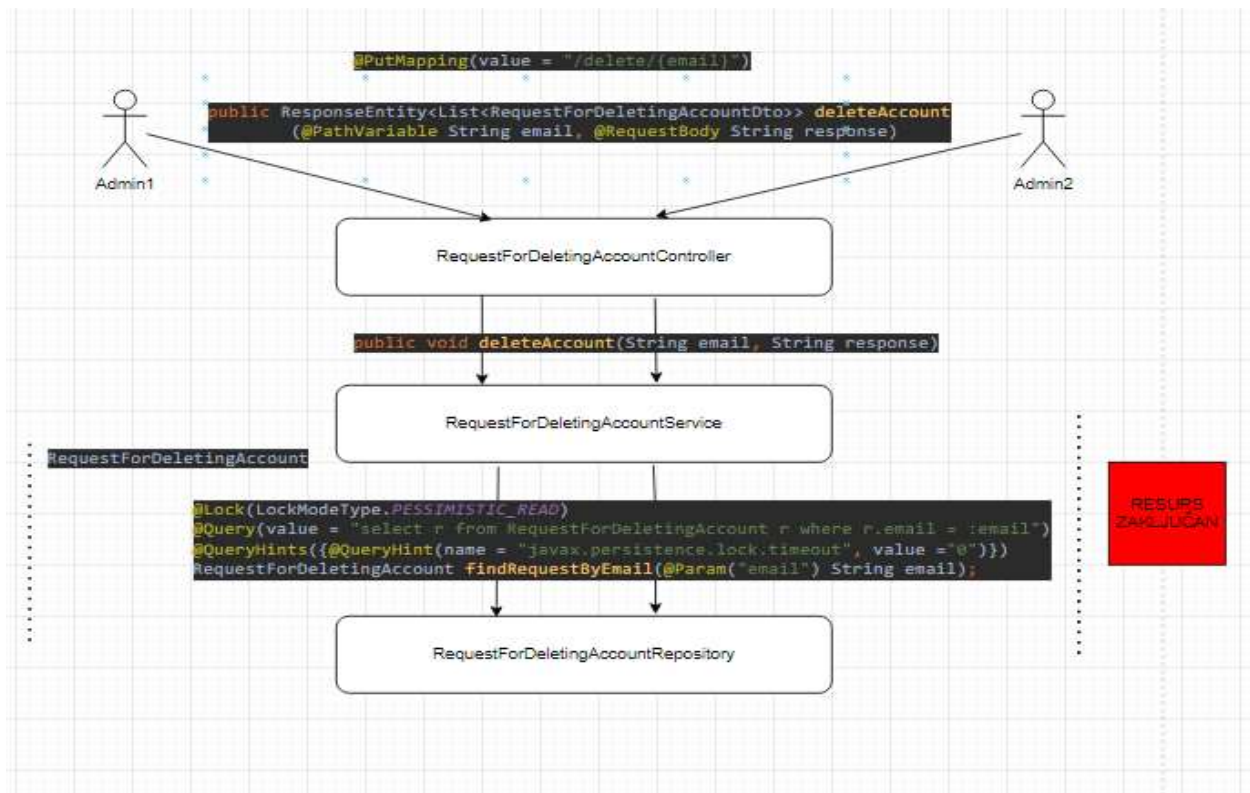 @PutMapping(value = "/delete/{email}")
public ResponseEntity<List<RequestForDeletingAccountDto>> deleteAccount
(@PathVariable String email, @RequestBody String response)
Admin1
Admin2
RequestForDeletingAccountController
public void deleteAccount(String email, String response)
RequestForDeletingAccountService
RequestForDeletingAccount
@Lock(LockModeType.PESSIMISTIC_READ)
@Query(value = "select r from RequestForDeletingAccount r where r.email = :email")
@QueryHints({@QueryHint(name = "javax.persistence.lock.timeout", value ="0")})
RequestForDeletingAccount findRequestByEmail(@Param("email") String email);
RESURS
ZAKLJUČAN
RequestForDeletingAccountRepository